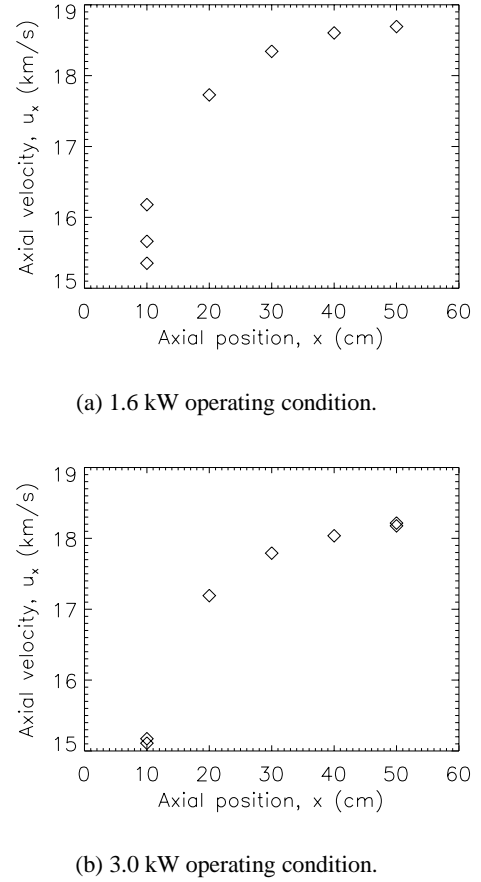 19
18
17
16
15
Axial velocity, uₓ (km/s)
0 10 20 30 40 50 60
Axial position, x (cm)
(a) 1.6 kW operating condition.
19
18
17
16
15
Axial velocity, uₓ (km/s)
0 10 20 30 40 50 60
Axial position, x (cm)
(b) 3.0 kW operating condition.